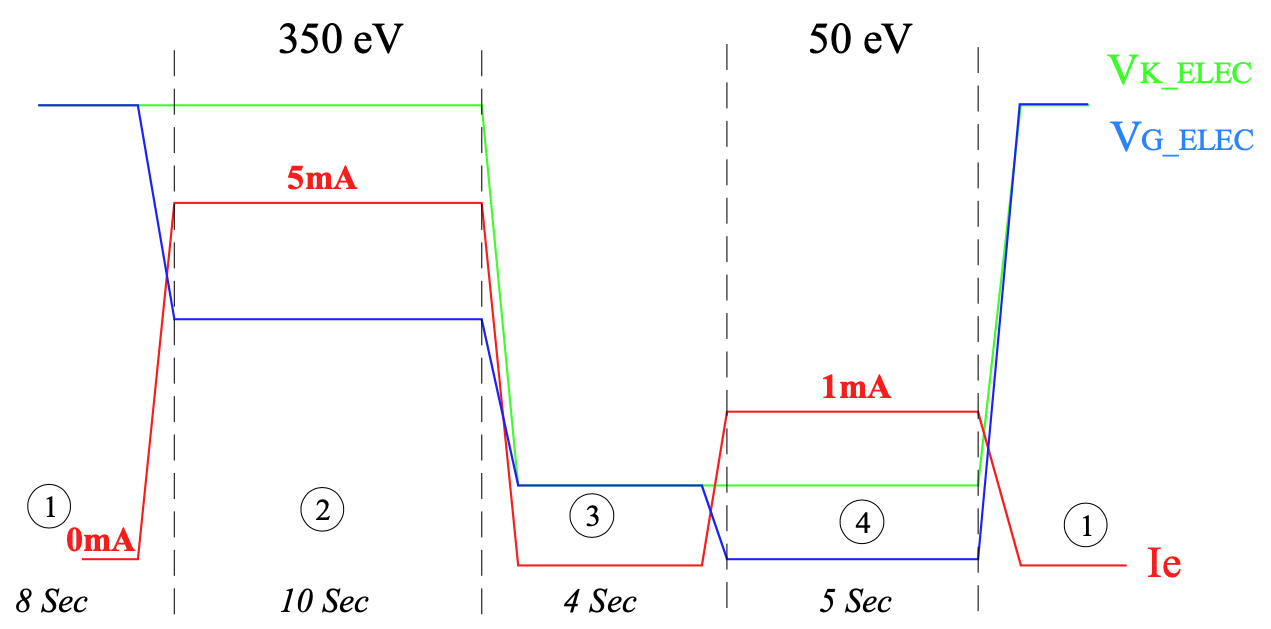 350 eV
50 eV
VK_ELEC
VG_ELEC
5mA
1mA
1
2
3
4
1
0mA
Ie
8 Sec
10 Sec
4 Sec
5 Sec